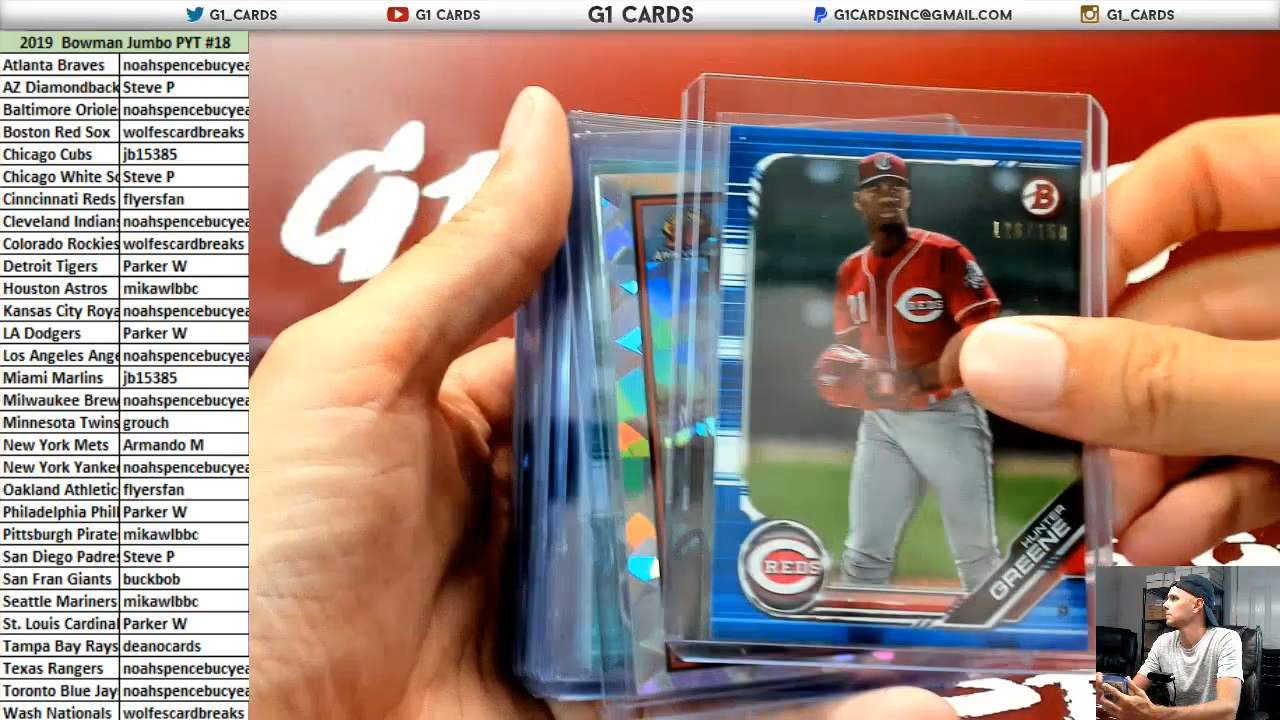 G1_CARDS
G1 CARDS
G1 CARDS
G1CARDSINC@GMAIL.COM
G1_CARDS
2019 Bowman Jumbo PYT #18
Atlanta Braves noahspencebucyea
AZ Diamondback Steve P
Baltimore Oriole noahspencebucyea
Boston Red Sox wolfescardbreaks
Chicago Cubs jb15385
Chicago White So Steve P
Cinncinnati Reds flyersfan
Cleveland Indian noahspencebucyea
Colorado Rockies wolfescardbreaks
Detroit Tigers Parker W
Houston Astros mikawlbbc
Kansas City Roya noahspencebucyea
LA Dodgers Parker W
Los Angeles Ange noahspencebucyea
Miami Marlins jb15385
Milwaukee Brew noahspencebucyea
Minnesota Twins grouch
New York Mets Armando M
New York Yanke noahspencebucyea
Oakland Athletic flyersfan
Philadelphia Phil Parker W
Pittsburgh Pirate mikawlbbc
San Diego Padre Steve P
San Fran Giants buckbob
Seattle Mariners mikawlbbc
St. Louis Cardinal Parker W
Tampa Bay Rays deanocards
Texas Rangers noahspencebucyea
Toronto Blue Jay noahspencebucyea
Wash Nationals wolfescardbreaks
G1
B
REDS
REDS
HUNTER
GREENE